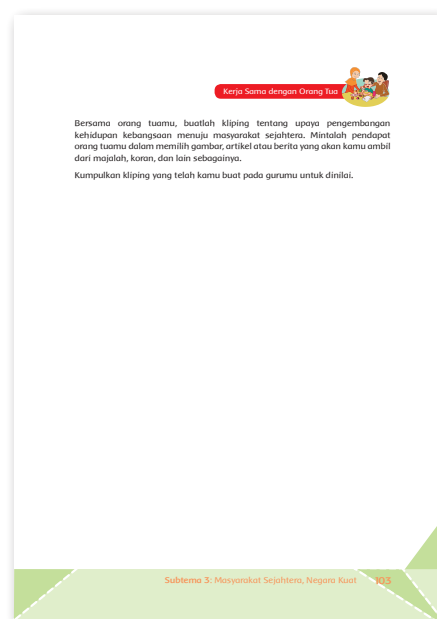 Kerja Sama dengan Orang Tua
Bersama orang tuamu, buatlah kliping tentang upaya pengembangan
kehidupan kebangsaan menuju masyarakat sejahtera. Mintalah pendapat
orang tuamu dalam memilih gambar, artikel atau berita yang akan kamu ambil
dari majalah, koran, dan lain sebagainya.
Kumpulkan kliping yang telah kamu buat pada gurumu untuk dinilai.
Subtema 3: Masyarakat Sejahtera, Negara Kuat 103